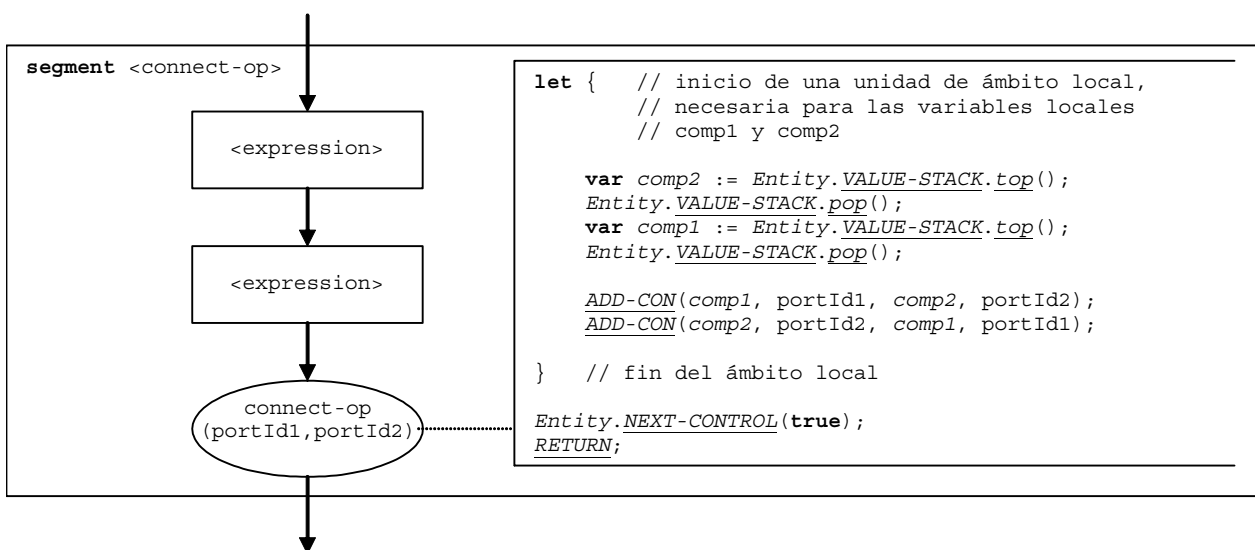 segment <connect-op>
<expression>
<expression>
connect-op
(portId1,portId2)
let {   // inicio de una unidad de ámbito local,
// necesaria para las variables locales
// comp1 y comp2
var comp2 := Entity.VALUE-STACK.top();
Entity.VALUE-STACK.pop();
var comp1 := Entity.VALUE-STACK.top();
Entity.VALUE-STACK.pop();
ADD-CON(comp1, portId1, comp2, portId2);
ADD-CON(comp2, portId2, comp1, portId1);
}   // fin del ámbito local
Entity.NEXT-CONTROL(true);
RETURN;